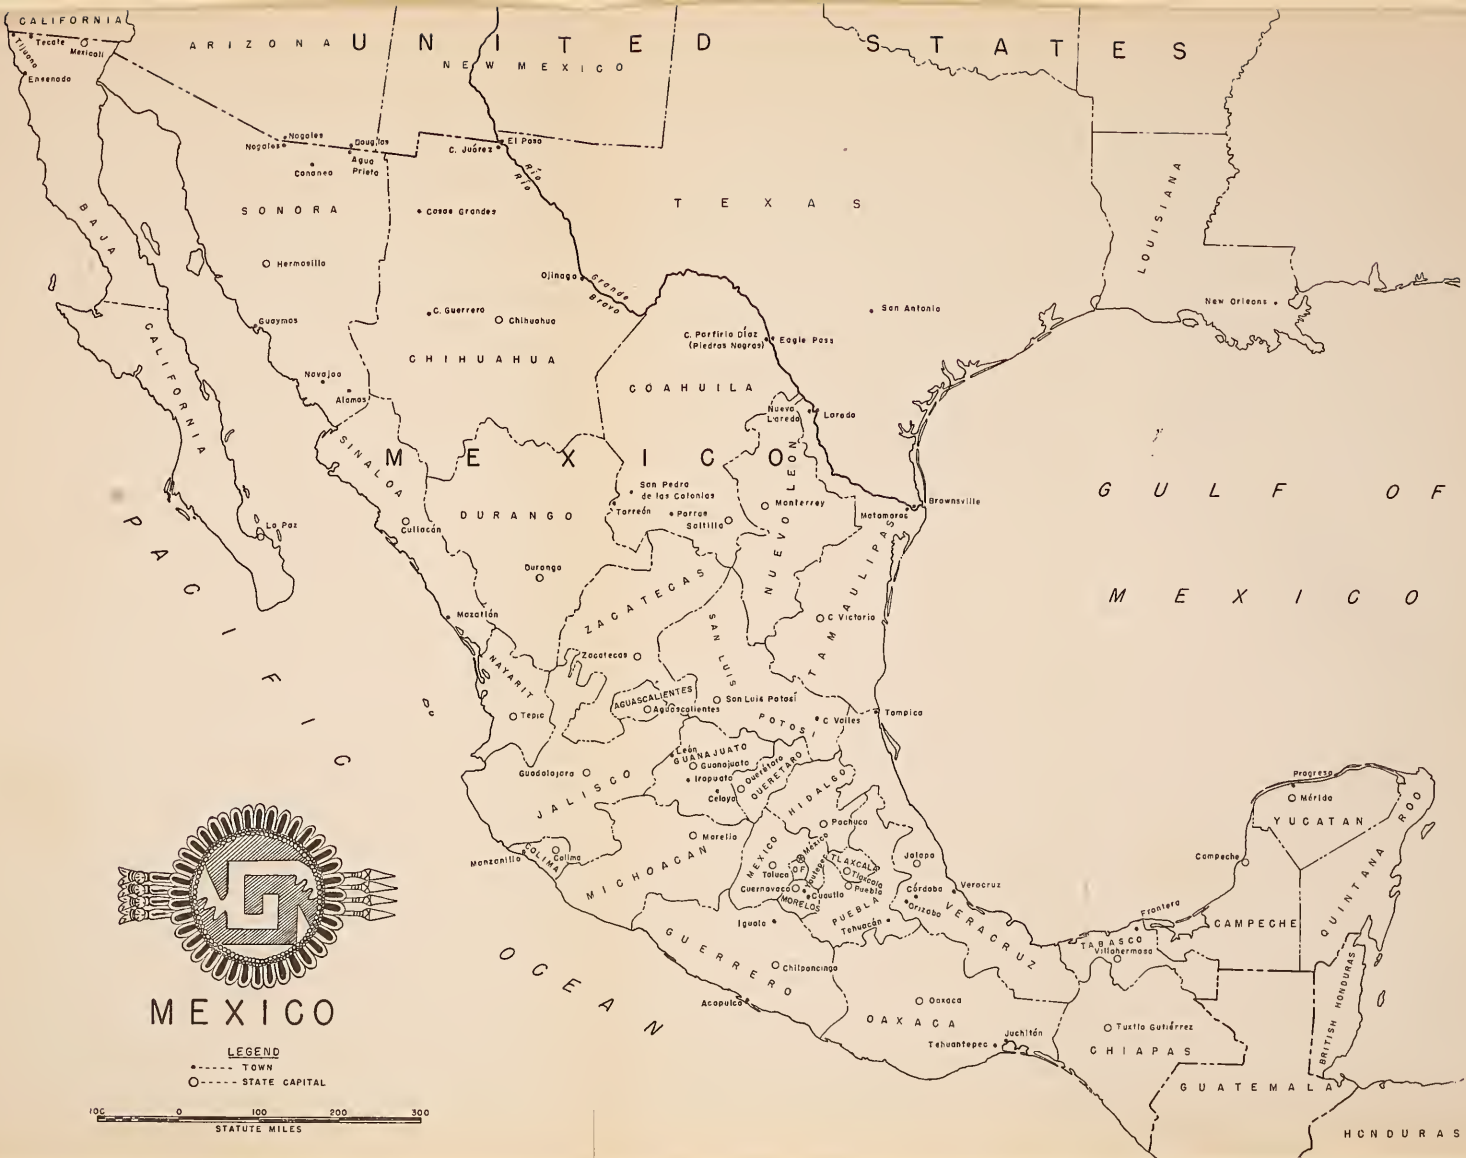 CALIFORNIA
Tijuana
Tecate
Mexicali
Ensenada
ARIZONA
UNITED STATES
NEW MEXICO
Nogales
Nogales
Douglas
Agua
Prieta
Cananea
El Paso
C. Juárez
Río
Río
Grande
Bravo
TEXAS
LOUISIANA
New Orleans
SONORA
Casas Grandes
Hermosillo
Ojinaga
BAJA
CALIFORNIA
Guaymas
C. Guerrero
Chihuahua
CHIHUAHUA
San Antonio
C. Porfirio Díaz
(Piedras Negras)
Eagle Pass
COAHUILA
Navojoa
Alamos
Nuevo
Laredo
Laredo
SINALOA
MEXICO
San Pedro
de las Colonias
Torreón
Parras
Saltillo
Monterrey
NUEVO LEON
Matamoros
Brownsville
GULF OF
MEXICO
DURANGO
Culiacán
La Paz
Durango
ZACATECAS
Zacatecas
SAN LUIS
POTOSI
TAMAULIPAS
C Victoria
Mazatlán
NAYARIT
Tepic
AGUASCALIENTES
Aguascalientes
San Luis Potosí
C Valles
Tampico
PACIFIC
OCEAN
León
GUANAJUATO
Guanajuato
Irapuato
Celaya
Querétaro
QUERETARO
HIDALGO
Guadalajara
JALISCO
Pachuca
Morelia
Manzanillo
COLIMA
Colima
MICHOACAN
MEXICO
México
OF
Toluca
TLAXCALA
Tlaxcala
Yautepec
Cuernavaca
Cuautla
MORELOS
Puebla
PUEBLA
Jalapa
Córdoba
Orizaba
Veracruz
VERACRUZ
Tehuacán
Iguala
GUERRERO
Chilpancingo
Acapulco
Oaxaca
OAXACA
Juchitán
Tehuantepec
Progreso
Mérida
YUCATAN
QUINTANA ROO
Campeche
CAMPECHE
Frontera
TABASCO
Villahermosa
Tuxtla Gutiérrez
CHIAPAS
BRITISH HONDURAS
GUATEMALA
HONDURAS
MEXICO
LEGEND
TOWN
STATE CAPITAL
100 0 100 200 300
STATUTE MILES